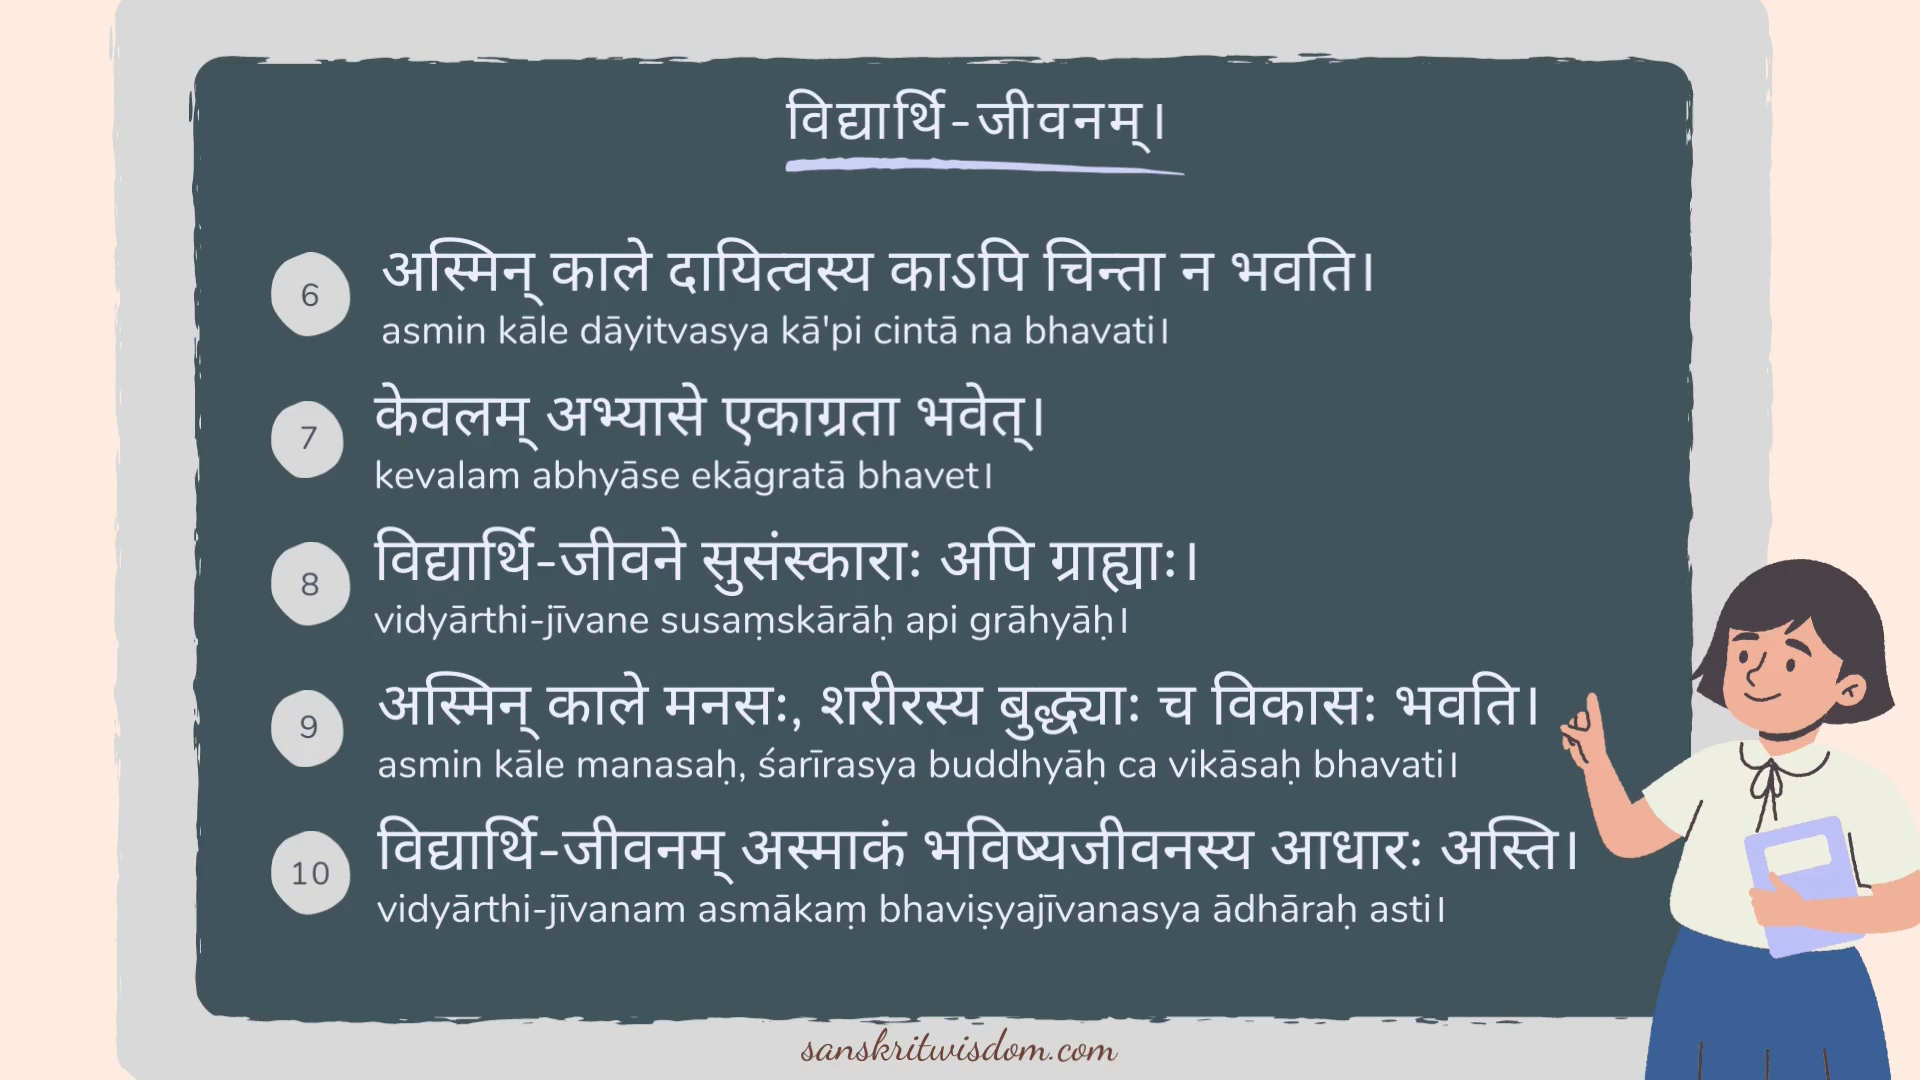 विद्यार्थि-जीवनम्।
6 अस्मिन् काले दायित्वस्य काऽपि चिन्ता न भवति।
asmin kāle dāyitvasya kā'pi cintā na bhavati।
7 केवलम् अभ्यासे एकाग्रता भवेत्।
kevalam abhyāse ekāgratā bhavet।
8 विद्यार्थि-जीवने सुसंस्काराः अपि ग्राह्याः।
vidyārthi-jīvane susaṃskārāḥ api grāhyāḥ।
9 अस्मिन् काले मनसः, शरीरस्य बुद्ध्याः च विकासः भवति।
asmin kāle manasaḥ, śarīrasya buddhyāḥ ca vikāsaḥ bhavati।
10 विद्यार्थि-जीवनम् अस्माकं भविष्यजीवनस्य आधारः अस्ति।
vidyārthi-jīvanam asmākaṃ bhaviṣyajīvanasya ādhāraḥ asti।
sanskritwisdom.com